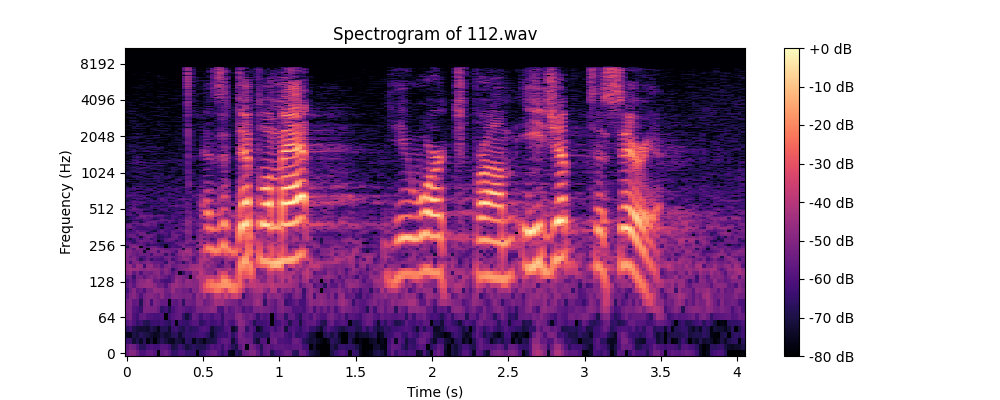 Spectrogram of 112.wav
Frequency (Hz)
8192
4096
2048
1024
512
256
128
64
0
0 0.5 1 1.5 2 2.5 3 3.5 4
Time (s)
+0 dB
-10 dB
-20 dB
-30 dB
-40 dB
-50 dB
-60 dB
-70 dB
-80 dB